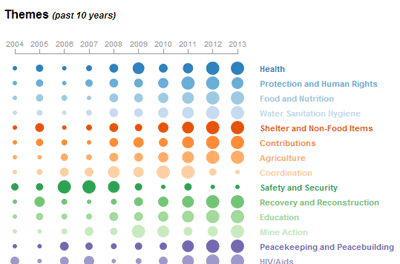 Themes (past 10 years)
2004 2005 2006 2007 2008 2009 2010 2011 2012 2013
Health
Protection and Human Rights
Food and Nutrition
Water Sanitation Hygiene
Shelter and Non-Food Items
Contributions
Agriculture
Coordination
Safety and Security
Recovery and Reconstruction
Education
Mine Action
Peacekeeping and Peacebuilding
HIV/Aids